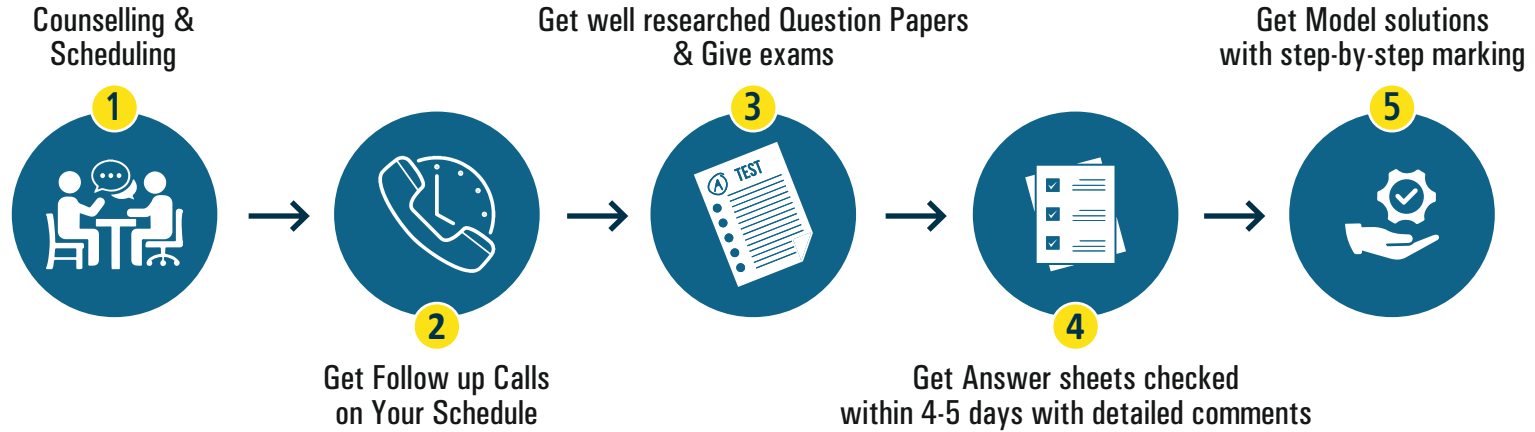 Counselling &
Scheduling
1
2
Get Follow up Calls
on Your Schedule
Get well researched Question Papers
& Give exams
3
A
TEST
4
Get Answer sheets checked
within 4-5 days with detailed comments
Get Model solutions
with step-by-step marking
5